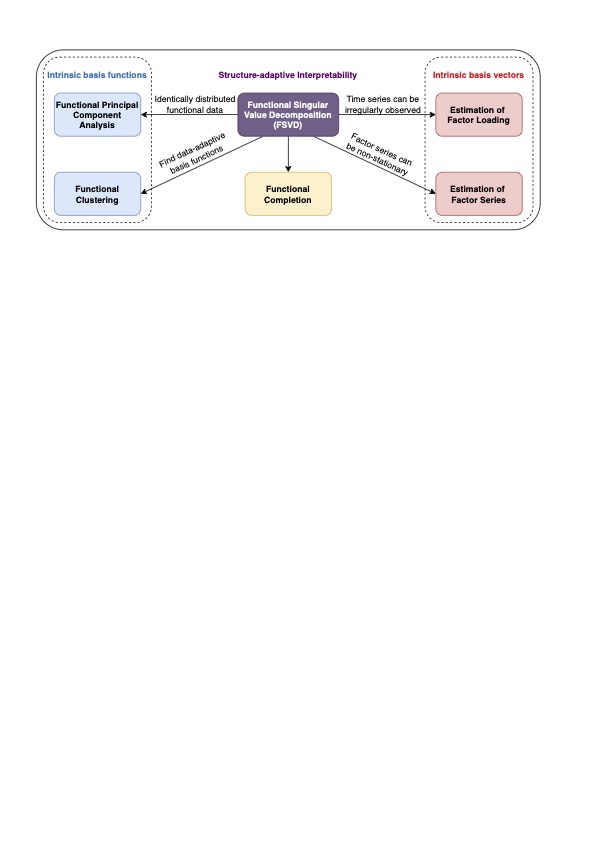 Intrinsic basis functions
Structure-adaptive Interpretability
Intrinsic basis vectors
Functional Principal
Component
Analysis
Identically distributed
functional data
Functional Singular
Value Decomposition
(FSVD)
Time series can be
irregularly observed
Estimation of
Factor Loading
Find data-adaptive
basis functions
Factor series can
be non-stationary
Functional
Clustering
Functional
Completion
Estimation of
Factor Series